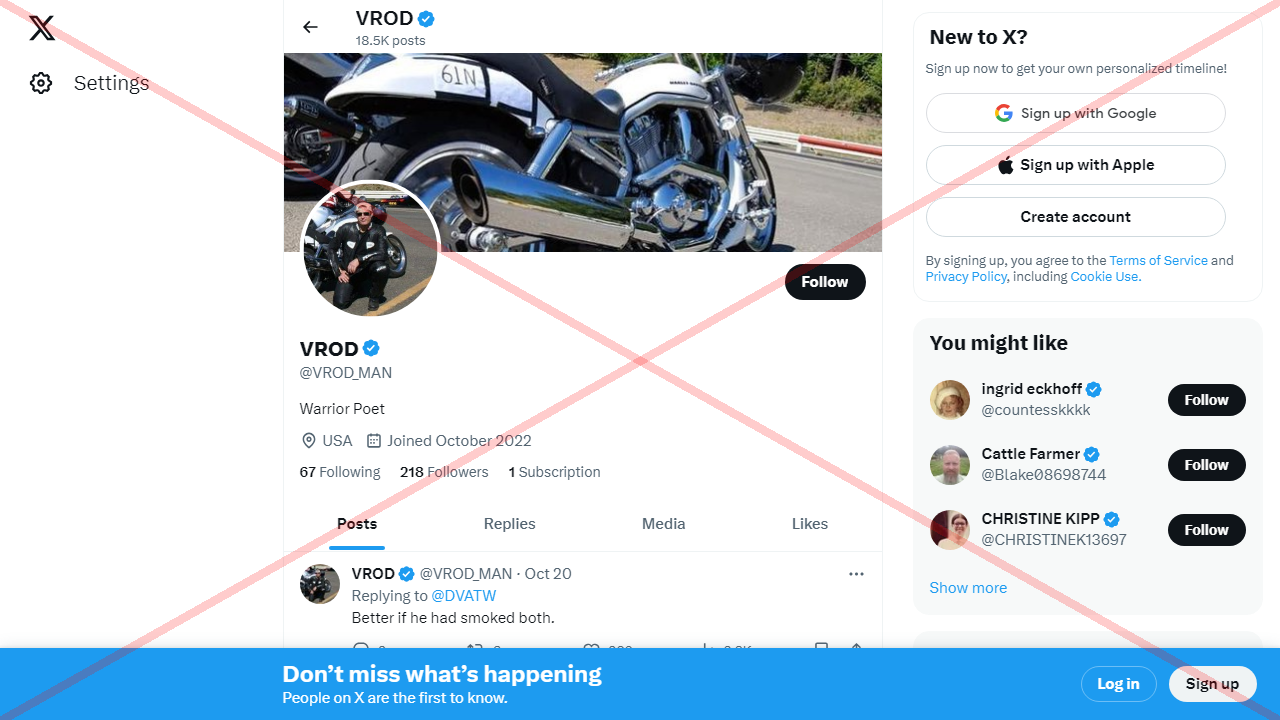 Settings
VROD
18.5K posts
61N
Follow
VROD
@VROD_MAN
Warrior Poet
USA Joined October 2022
67 Following 218 Followers 1 Subscription
Posts Replies Media Likes
VROD @VROD_MAN · Oct 20
Replying to @DVATW
Better if he had smoked both.
New to X?
Sign up now to get your own personalized timeline!
Sign up with Google
Sign up with Apple
Create account
By signing up, you agree to the Terms of Service and
Privacy Policy, including Cookie Use.
You might like
ingrid eckhoff
@countesskkkk
Follow
Cattle Farmer
@Blake08698744
Follow
CHRISTINE KIPP
@CHRISTINEK13697
Follow
Show more
Don’t miss what’s happening
People on X are the first to know.
Log in
Sign up